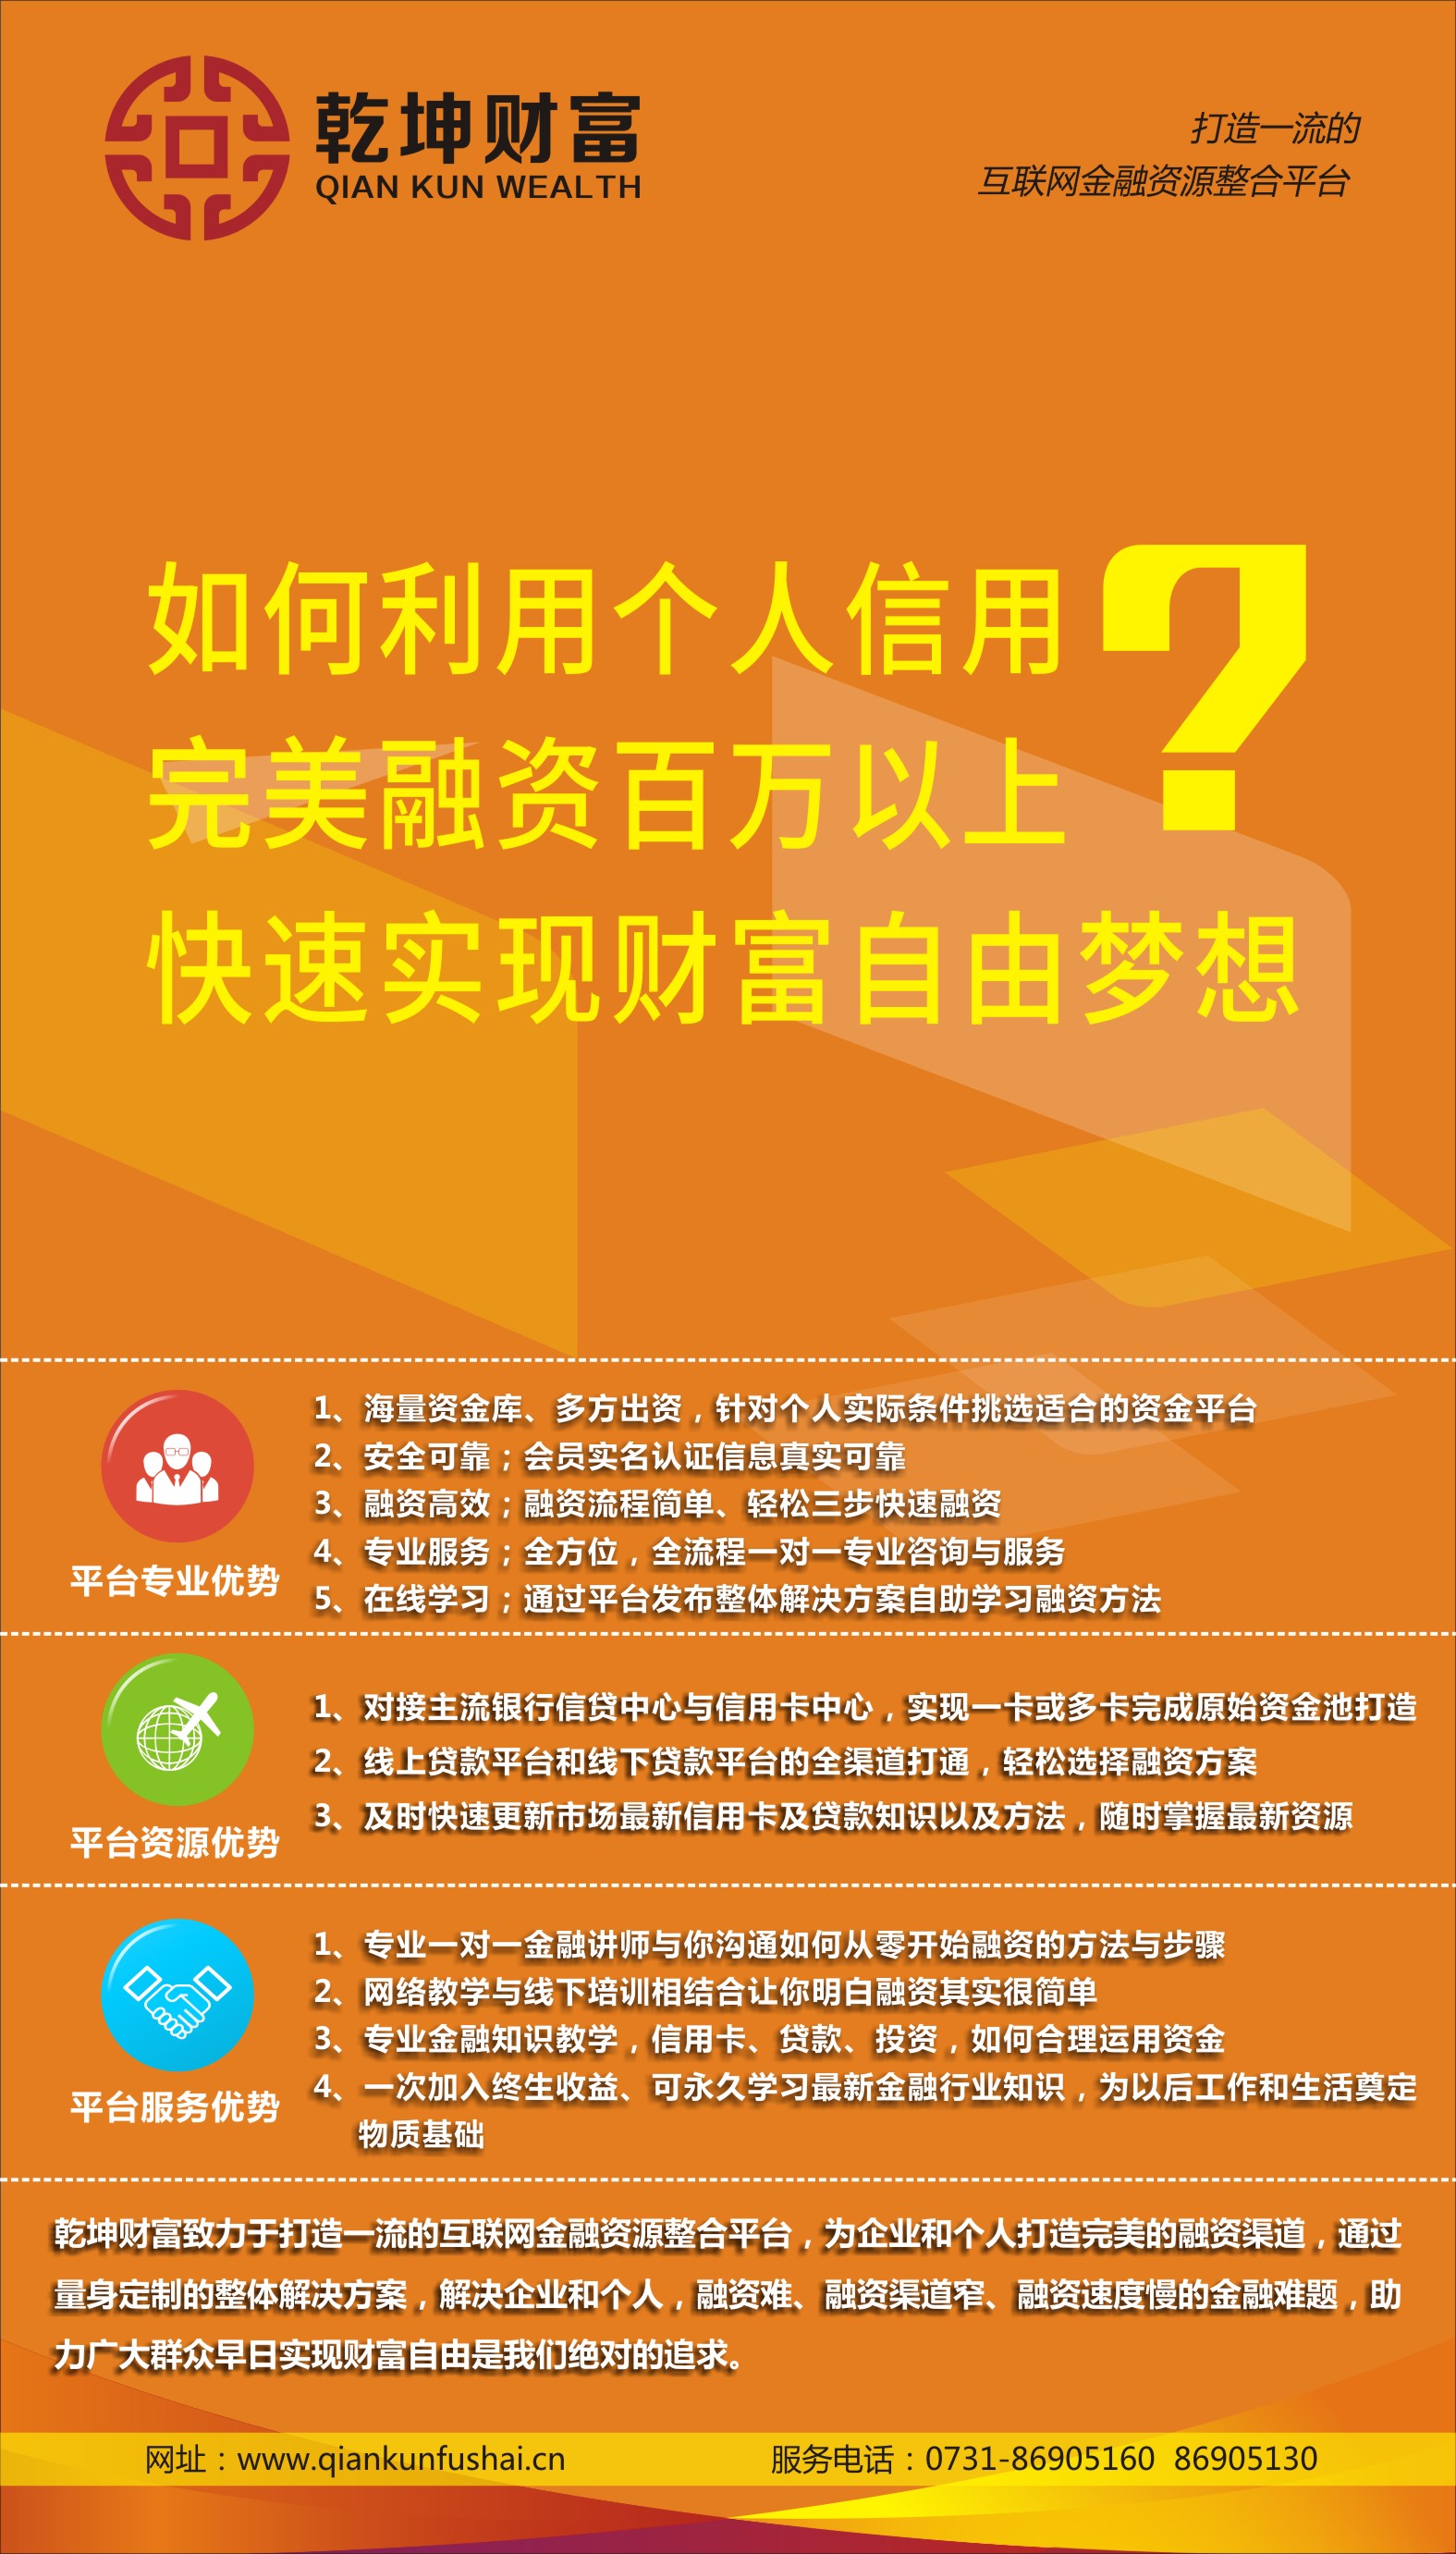 乾坤财富
QIAN KUN WEALTH
打造一流的
互联网金融资源整合平台
如何利用个人信用
完美融资百万以上
?
快速实现财富自由梦想
平台专业优势
1、海量资金库、多方出资，针对个人实际条件挑选适合的资金平台
2、安全可靠；会员实名认证信息真实可靠
3、融资高效；融资流程简单、轻松三步快速融资
4、专业服务；全方位，全流程一对一专业咨询与服务
5、在线学习；通过平台发布整体解决方案自助学习融资方法
平台资源优势
1、对接主流银行信贷中心与信用卡中心，实现一卡或多卡完成原始资金池打造
2、线上贷款平台和线下贷款平台的全渠道打通，轻松选择融资方案
3、及时快速更新市场最新信用卡及贷款知识以及方法，随时掌握最新资源
平台服务优势
1、专业一对一金融讲师与你沟通如何从零开始融资的方法与步骤
2、网络教学与线下培训相结合让你明白融资其实很简单
3、专业金融知识教学，信用卡、贷款、投资，如何合理运用资金
4、一次加入终生收益、可永久学习最新金融行业知识，为以后工作和生活奠定
物质基础
乾坤财富致力于打造一流的互联网金融资源整合平台，为企业和个人打造完美的融资渠道，通过
量身定制的整体解决方案，解决企业和个人，融资难、融资渠道窄、融资速度慢的金融难题，助
力广大群众早日实现财富自由是我们绝对的追求。
网址：www.qiankunfushai.cn
服务电话：0731-86905160 86905130